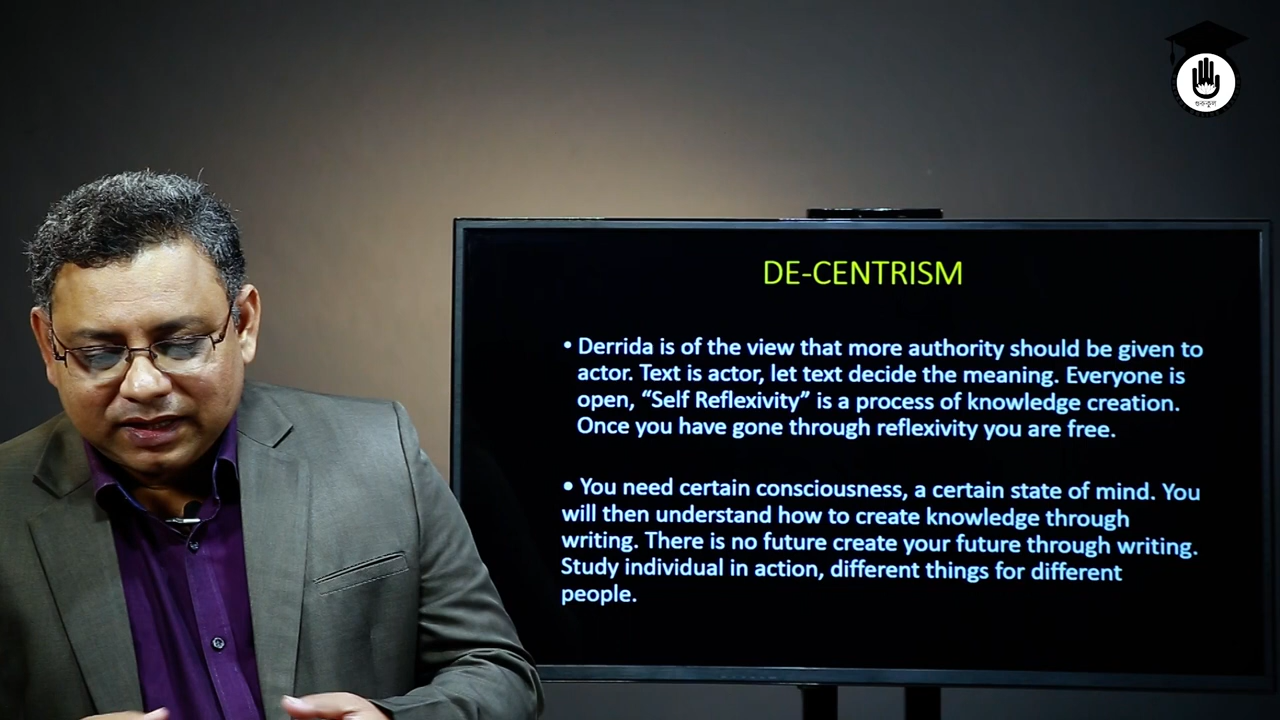 গুরুকুল
DE-CENTRISM
• Derrida is of the view that more authority should be given to
actor. Text is actor, let text decide the meaning. Everyone is
open, “Self Reflexivity” is a process of knowledge creation.
Once you have gone through reflexivity you are free.
• You need certain consciousness, a certain state of mind. You
will then understand how to create knowledge through
writing. There is no future create your future through writing.
Study individual in action, different things for different
people.